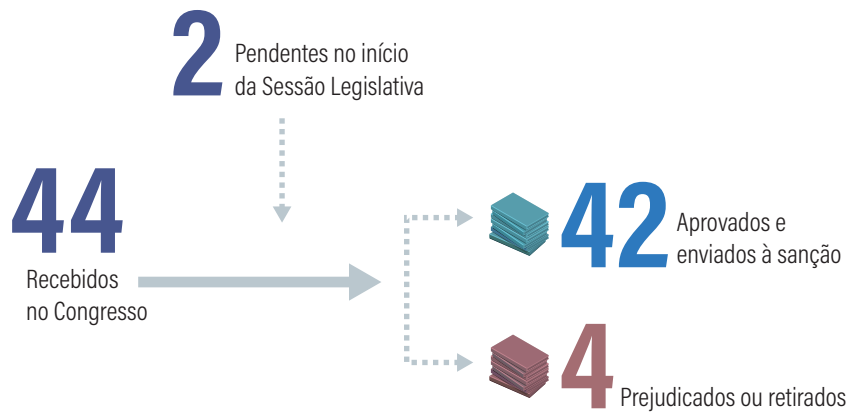 2
Pendentes no início
da Sessão Legislativa
44
Recebidos
no Congresso
42
Aprovados e
enviados à sanção
4
Prejudicados ou retirados